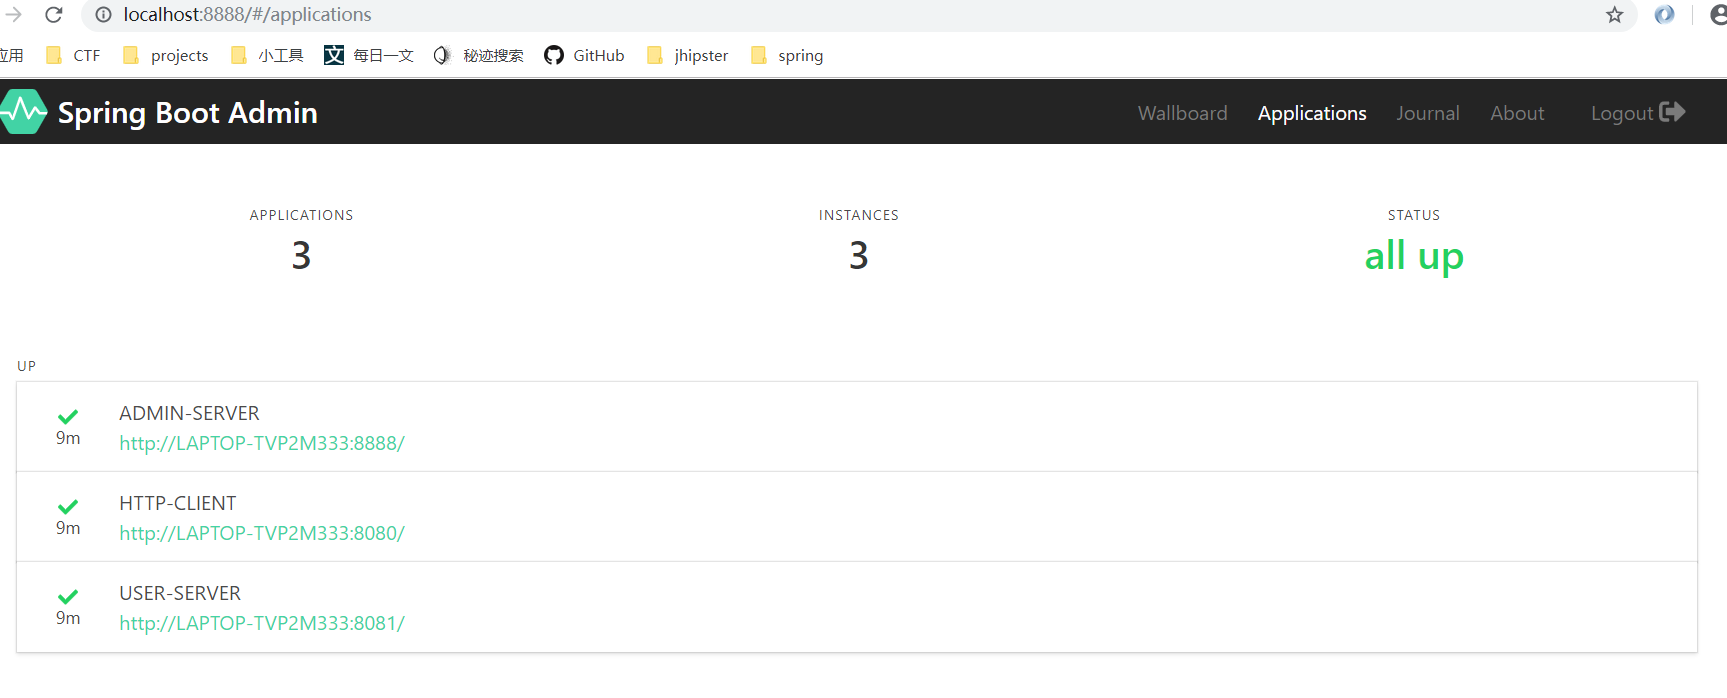 localhost:8888/#/applications
应用 CTF projects 小工具 文 每日一文 秘迹搜索 GitHub jhipster spring
Spring Boot Admin Wallboard Applications Journal About Logout
APPLICATIONS INSTANCES STATUS
3 3 all up
UP
ADMIN-SERVER
9m http://LAPTOP-TVP2M333:8888/
HTTP-CLIENT
9m http://LAPTOP-TVP2M333:8080/
USER-SERVER
9m http://LAPTOP-TVP2M333:8081/